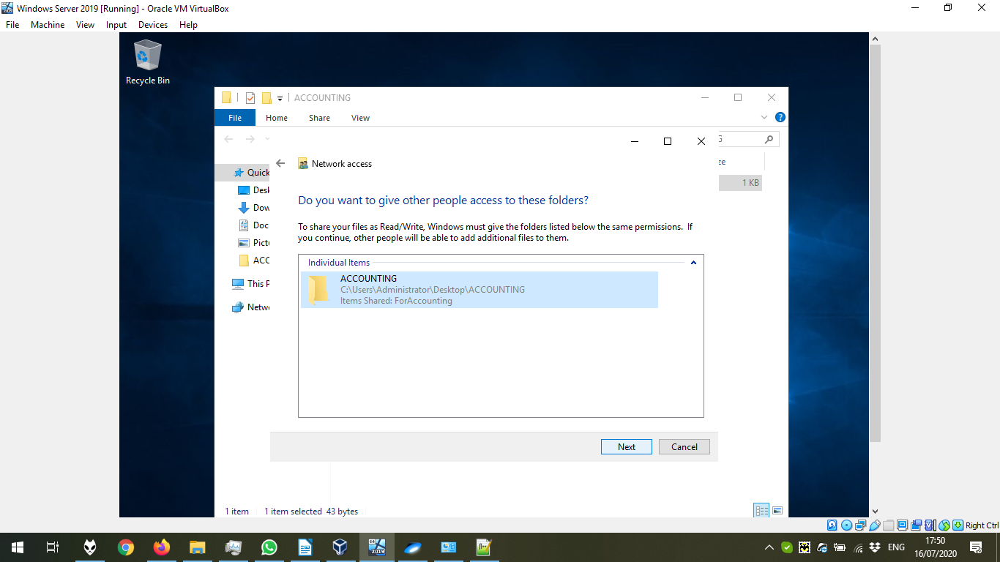 Windows Server 2019 [Running] - Oracle VM VirtualBox
File Machine View Input Devices Help
Recycle Bin
ACCOUNTING
File Home Share View
Network access
Quick
Desk
Dow
Doc
Pictu
ACC
This P
Netw
ze
1 KB
Do you want to give other people access to these folders?
To share your files as Read/Write, Windows must give the folders listed below the same permissions. If
you continue, other people will be able to add additional files to them.
Individual Items
ACCOUNTING
C:\Users\Administrator\Desktop\ACCOUNTING
Items Shared: ForAccounting
Next Cancel
1 item 1 item selected 43 bytes
Right Ctrl
2019
ENG
17:50
16/07/2020